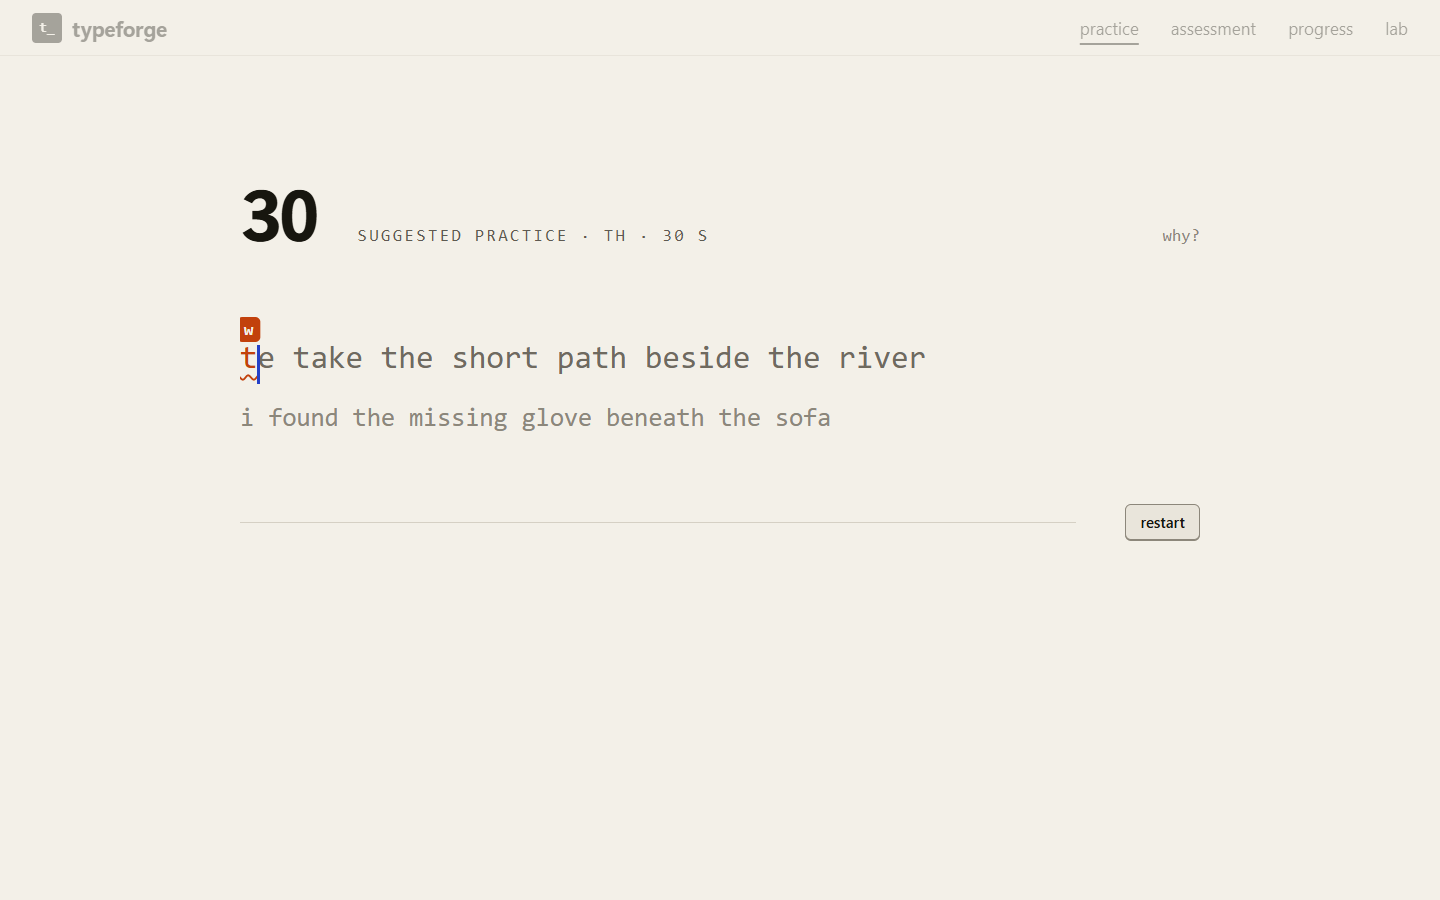 t_ typeforge practice assessment progress lab
30 SUGGESTED PRACTICE · TH · 30 S why?
w
te take the short path beside the river
i found the missing glove beneath the sofa
restart